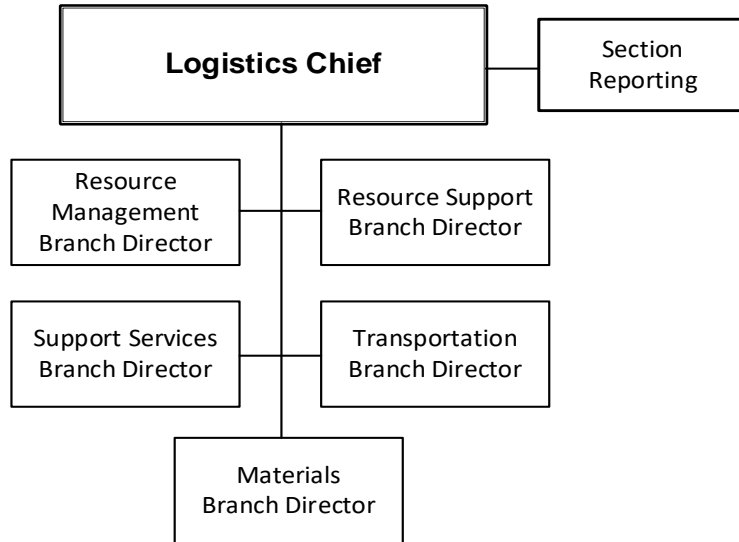 Logistics Chief
Section
Reporting
Resource
Management
Branch Director
Resource Support
Branch Director
Support Services
Branch Director
Transportation
Branch Director
Materials
Branch Director